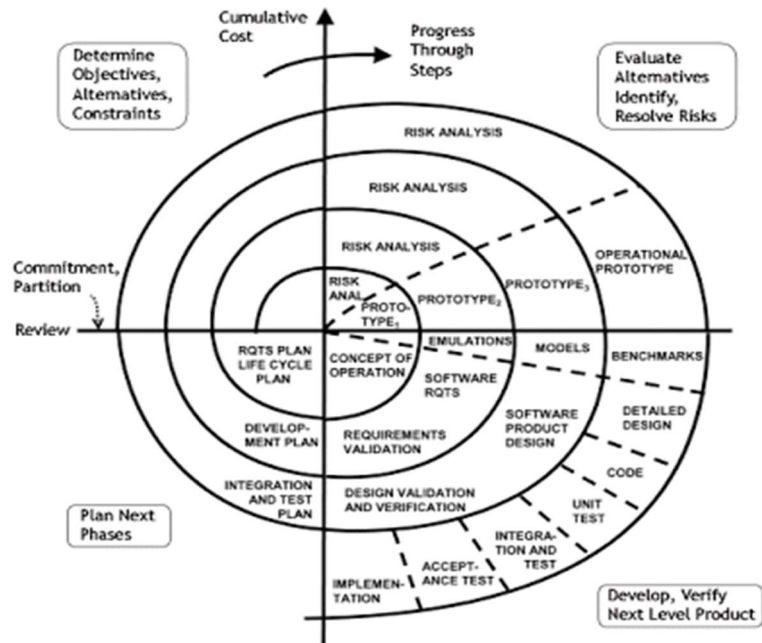 Cumulative
Cost
Progress
Through
Steps
Determine
Objectives,
Alternatives,
Constraints
Evaluate
Alternatives
Identify,
Resolve Risks
RISK ANALYSIS
RISK ANALYSIS
RISK ANALYSIS
RISK
ANAL.
PROTO-
TYPE1
PROTOTYPE2
PROTOTYPE3
OPERATIONAL
PROTOTYPE
Commitment,
Partition
Review
RQTS PLAN
LIFE CYCLE
PLAN
CONCEPT OF
OPERATION
EMULATIONS
MODELS
BENCHMARKS
SOFTWARE
RQTS
SOFTWARE
PRODUCT
DESIGN
DETAILED
DESIGN
DEVELOP-
MENT PLAN
REQUIREMENTS
VALIDATION
CODE
INTEGRATION
AND TEST
PLAN
DESIGN VALIDATION
AND VERIFICATION
UNIT
TEST
INTEGRA-
TION AND
TEST
ACCEPT-
ANCE TEST
IMPLEMEN-
TATION
Plan Next
Phases
Develop, Verify
Next Level Product